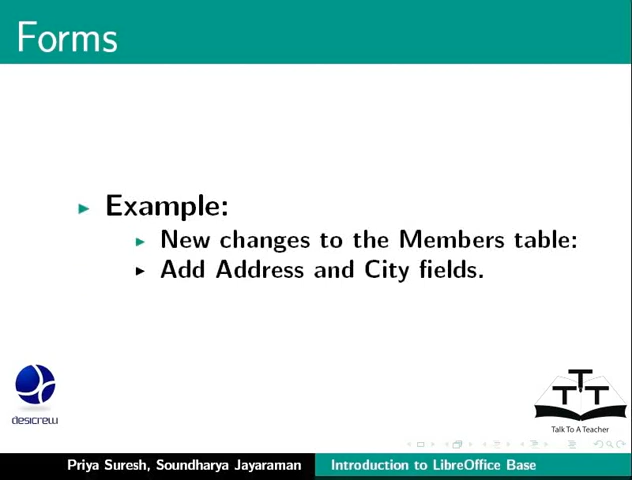 Forms
Example:
New changes to the Members table:
Add Address and City fields.
desicrew
TTT
Talk To A Teacher
Priya Suresh, Soundharya Jayaraman
Introduction to LibreOffice Base